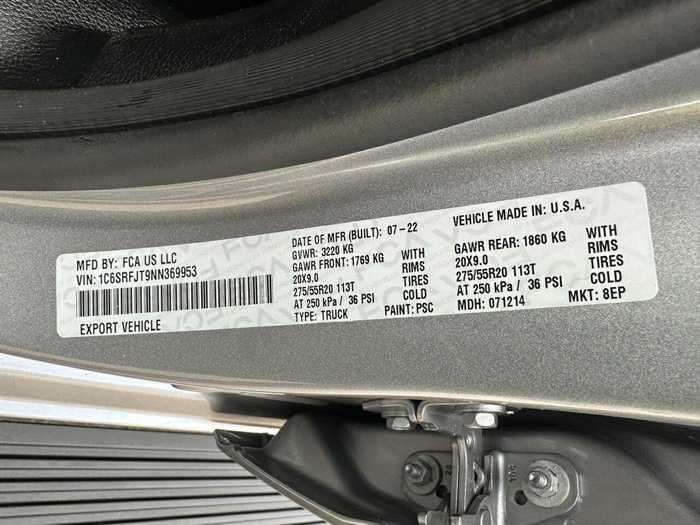 MFD BY: FCA US LLC
VIN: 1C6SRFJT9NN369953
EXPORT VEHICLE
DATE OF MFR (BUILT): 07-22
GVWR: 3220 KG
GAWR FRONT: 1769 KG WITH
20X9.0 RIMS
275/55R20 113T TIRES
AT 250 kPa / 36 PSI COLD
TYPE: TRUCK PAINT: PSC
VEHICLE MADE IN: U.S.A.
GAWR REAR: 1860 KG WITH
20X9.0 RIMS
275/55R20 113T TIRES
AT 250 kPa / 36 PSI COLD
MDH: 071214 MKT: 8EP
92
104